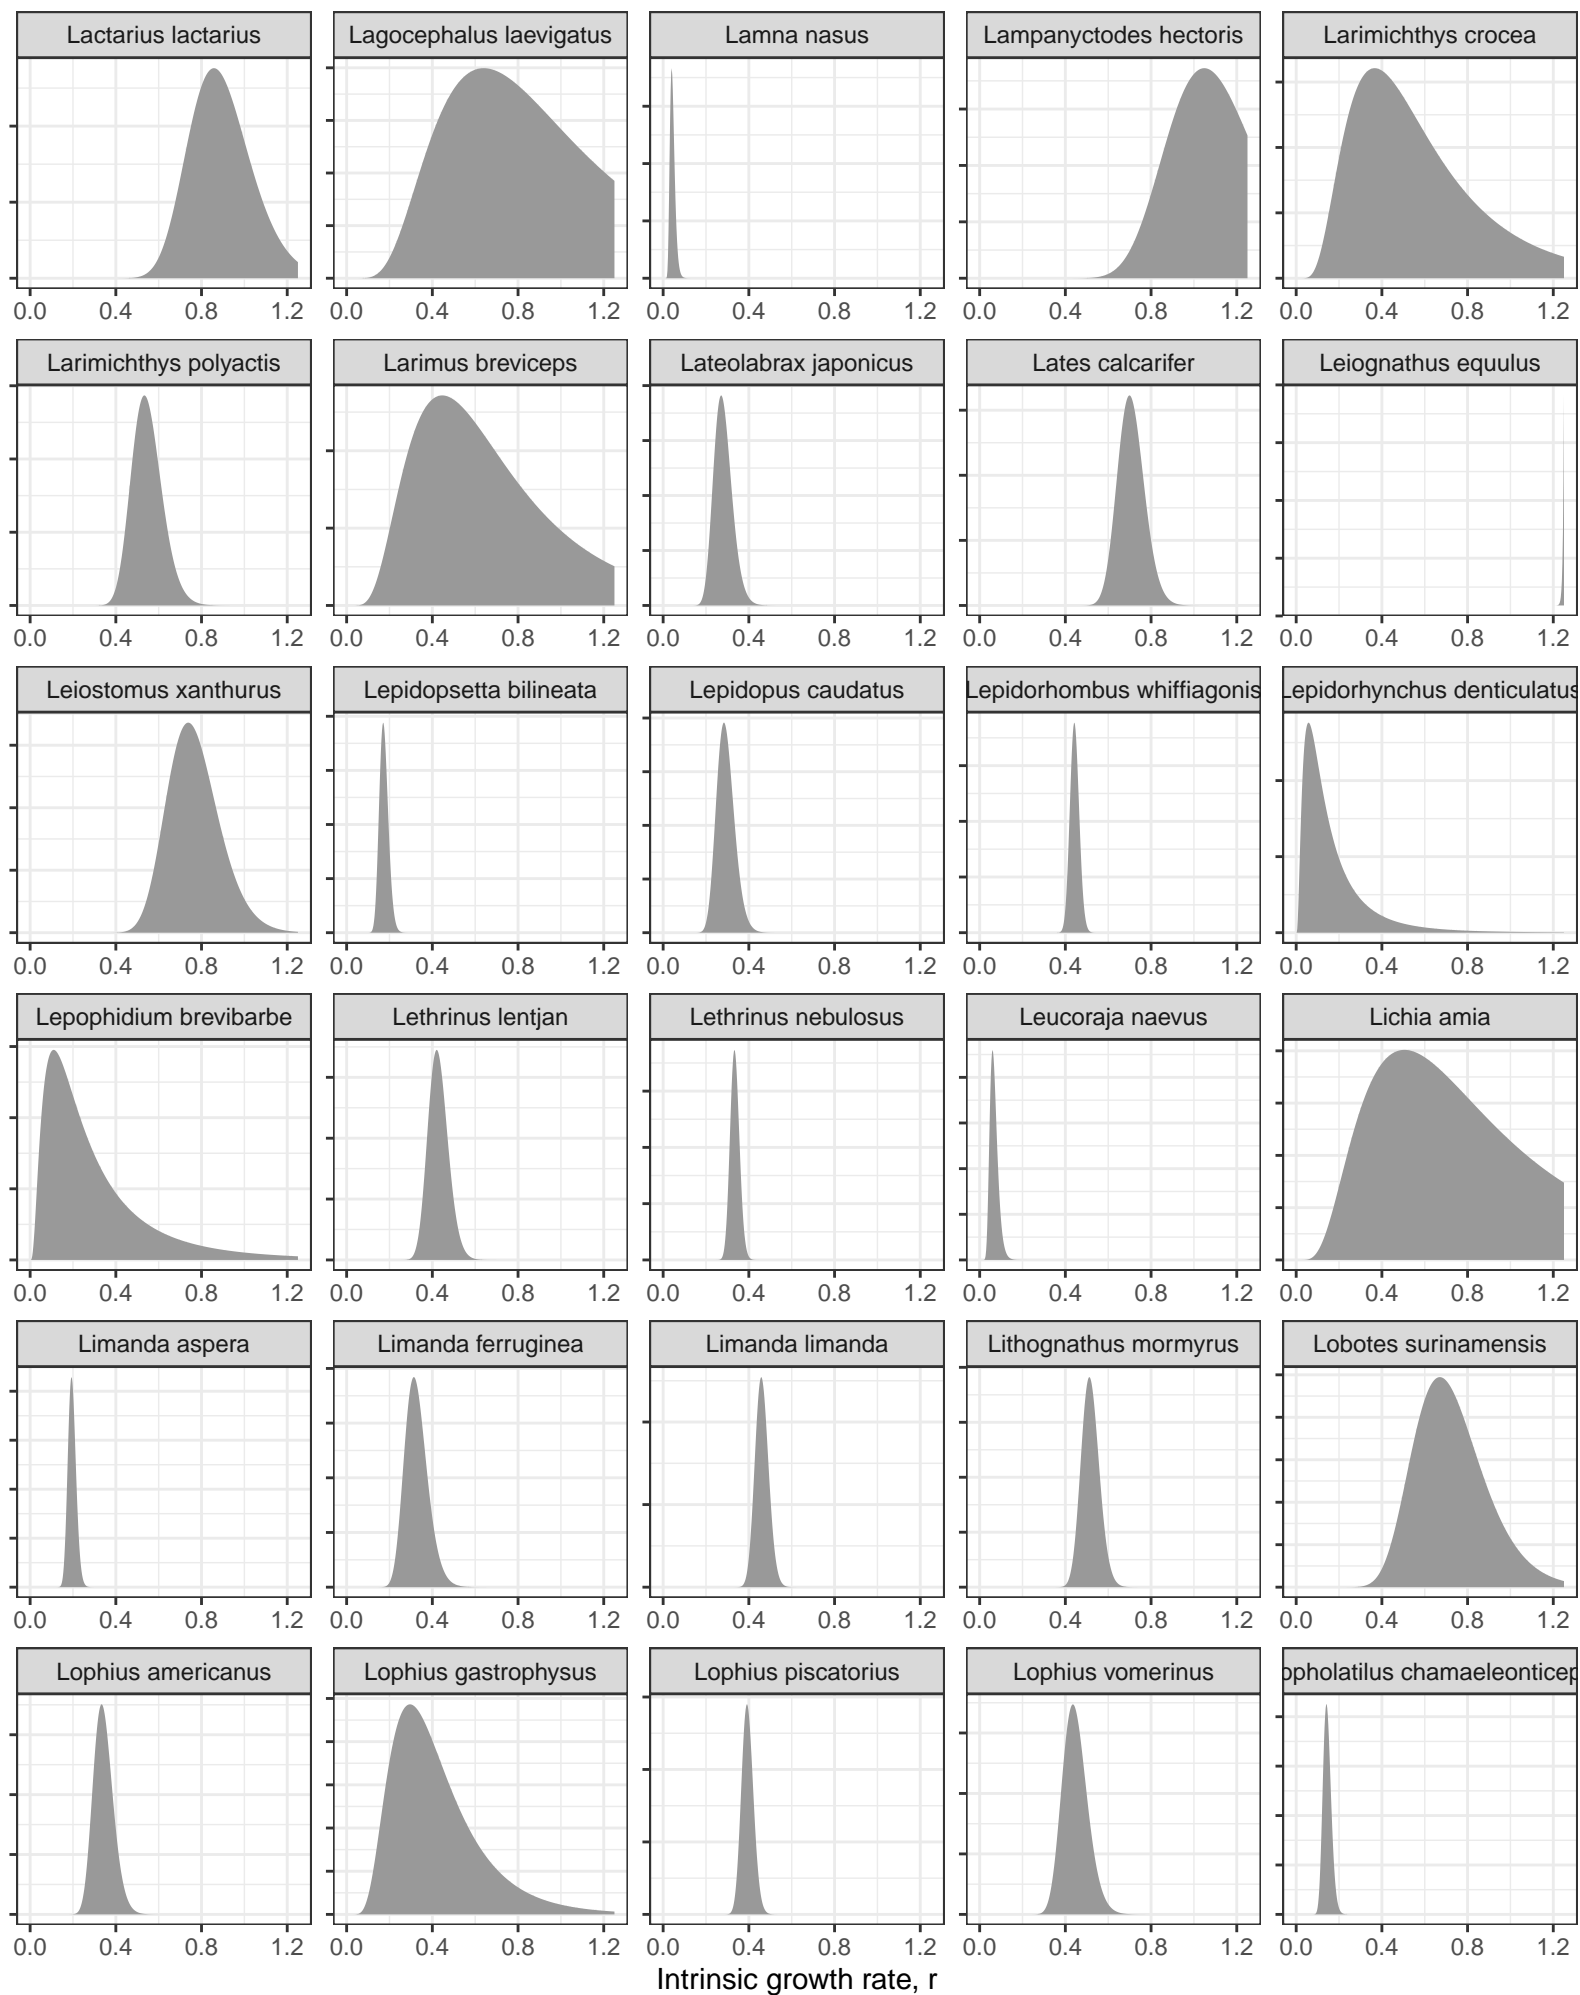 Lactarius lactarius Lagocephalus laevigatus Lamna nasus Lampanyctodes hectoris Larimichthys crocea
0.0 0.4 0.8 1.2 0.0 0.4 0.8 1.2 0.0 0.4 0.8 1.2 0.0 0.4 0.8 1.2 0.0 0.4 0.8 1.2
Larimichthys polyactis Larimus breviceps Lateolabrax japonicus Lates calcarifer Leiognathus equulus
0.0 0.4 0.8 1.2 0.0 0.4 0.8 1.2 0.0 0.4 0.8 1.2 0.0 0.4 0.8 1.2 0.0 0.4 0.8 1.2
Leiostomus xanthurus Lepidopsetta bilineata Lepidopus caudatus Lepidorhombus whiffiagonis Lepidorhynchus denticulatus
0.0 0.4 0.8 1.2 0.0 0.4 0.8 1.2 0.0 0.4 0.8 1.2 0.0 0.4 0.8 1.2 0.0 0.4 0.8 1.2
Lepophidium brevibarbe Lethrinus lentjan Lethrinus nebulosus Leucoraja naevus Lichia amia
0.0 0.4 0.8 1.2 0.0 0.4 0.8 1.2 0.0 0.4 0.8 1.2 0.0 0.4 0.8 1.2 0.0 0.4 0.8 1.2
Limanda aspera Limanda ferruginea Limanda limanda Lithognathus mormyrus Lobotes surinamensis
0.0 0.4 0.8 1.2 0.0 0.4 0.8 1.2 0.0 0.4 0.8 1.2 0.0 0.4 0.8 1.2 0.0 0.4 0.8 1.2
Lophius americanus Lophius gastrophysus Lophius piscatorius Lophius vomerinus opholatilus chamaeleonticep
0.0 0.4 0.8 1.2 0.0 0.4 0.8 1.2 0.0 0.4 0.8 1.2 0.0 0.4 0.8 1.2 0.0 0.4 0.8 1.2
Intrinsic growth rate, r